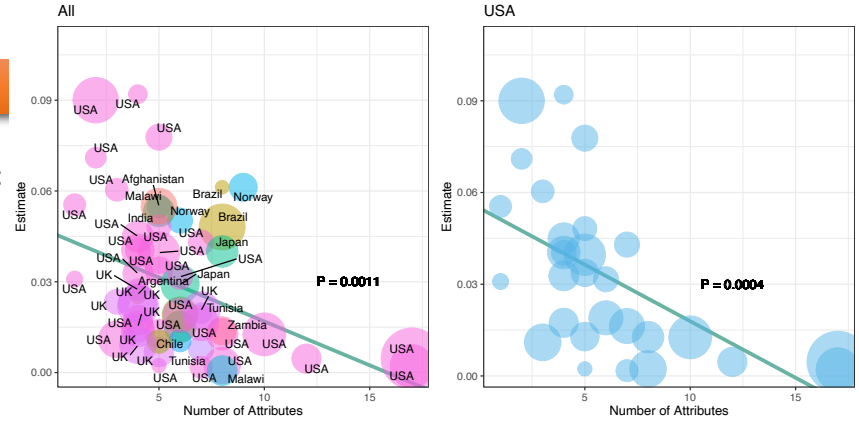 All
USA
0.09
0.06
0.03
0.00
Estimate
5
10
15
Number of Attributes
USA
USA
USA
USA
USA
Afghanistan
Malawi
USA
Brazil
Norway
USA
India
Norway
Brazil
USA
USA
USA
Japan
USA
USA
USA
USA
USA
UK
Argentina
Japan
USA
UK
UK
UK
USA
Tunisia
UK
USA
USA
USA
Zambia
USA
UK
Chile
USA
USA
USA
UK
UK
Tunisia
USA
USA
USA
USA
USA
Malawi
USA
P = 0.0011
0.09
0.06
0.03
0.00
Estimate
5
10
15
Number of Attributes
P = 0.0004